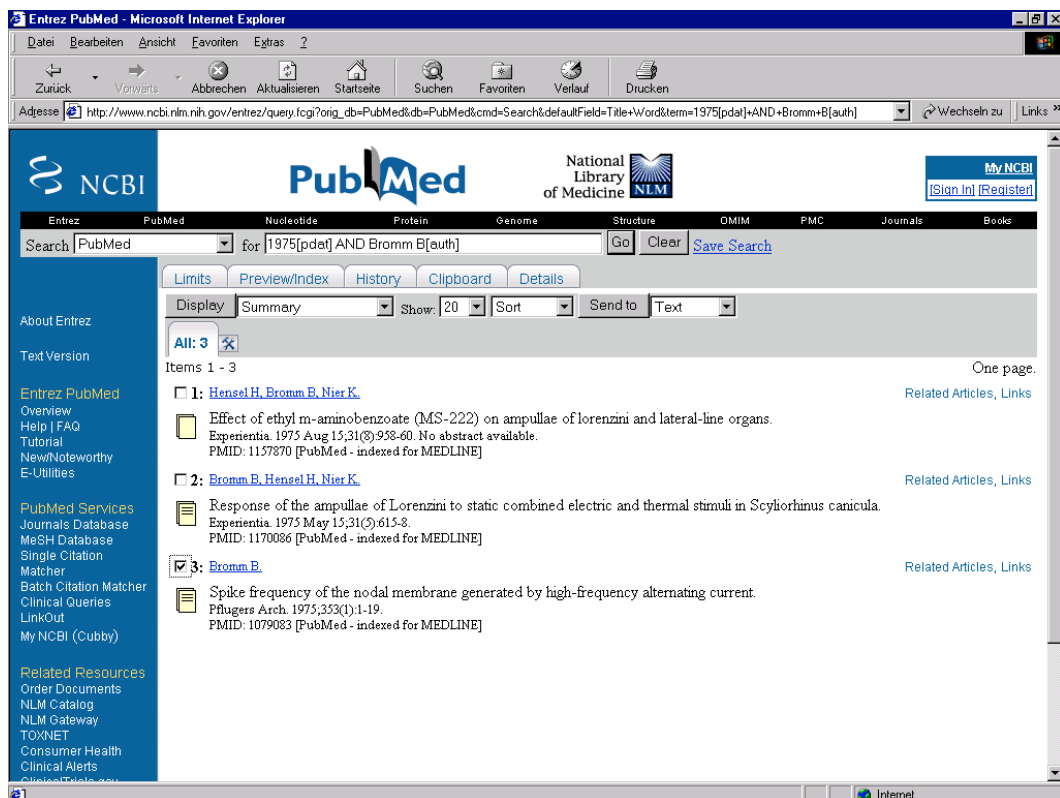 Entrez PubMed - Microsoft Internet Explorer
Datei Bearbeiten Ansicht Favoriten Extras ?
Zurück Vorwärts Abbrechen Aktualisieren Startseite Suchen Favoriten Verlauf Drucken
Adresse http://www.ncbi.nlm.nih.gov/entrez/query.fcgi?orig_db=PubMed&db=PubMed&cmd=Search&defaultField=Title+Word&term=1975[pdat]+AND+Bromm+B[auth] Wechseln zu Links »
NCBI
PubMed
National
Library
of Medicine NLM
My NCBI
[Sign In] [Register]
Entrez PubMed Nucleotide Protein Genome Structure OMIM PMC Journals Books
Search PubMed for 1975[pdat] AND Bromm B[auth] Go Clear Save Search
Limits Preview/Index History Clipboard Details
Display Summary Show: 20 Sort Send to Text
All: 3
Items 1 - 3 One page.
1: Hensel H, Bromm B, Nier K. Related Articles, Links
Effect of ethyl m-aminobenzoate (MS-222) on ampullae of lorenzini and lateral-line organs.
Experientia. 1975 Aug 15;31(8):958-60. No abstract available.
PMID: 1157870 [PubMed - indexed for MEDLINE]
2: Bromm B, Hensel H, Nier K. Related Articles, Links
Response of the ampullae of Lorenzini to static combined electric and thermal stimuli in Scyliorhinus canicula.
Experientia. 1975 May 15;31(5):615-8.
PMID: 1170086 [PubMed - indexed for MEDLINE]
3: Bromm B. Related Articles, Links
Spike frequency of the nodal membrane generated by high-frequency alternating current.
Pflugers Arch. 1975;353(1):1-19.
PMID: 1079083 [PubMed - indexed for MEDLINE]
About Entrez
Text Version
Entrez PubMed
Overview
Help | FAQ
Tutorial
New/Noteworthy
E-Utilities
PubMed Services
Journals Database
MeSH Database
Single Citation
Matcher
Batch Citation Matcher
Clinical Queries
LinkOut
My NCBI (Cubby)
Related Resources
Order Documents
NLM Catalog
NLM Gateway
TOXNET
Consumer Health
Clinical Alerts
ClinicalTrials.gov
Internet